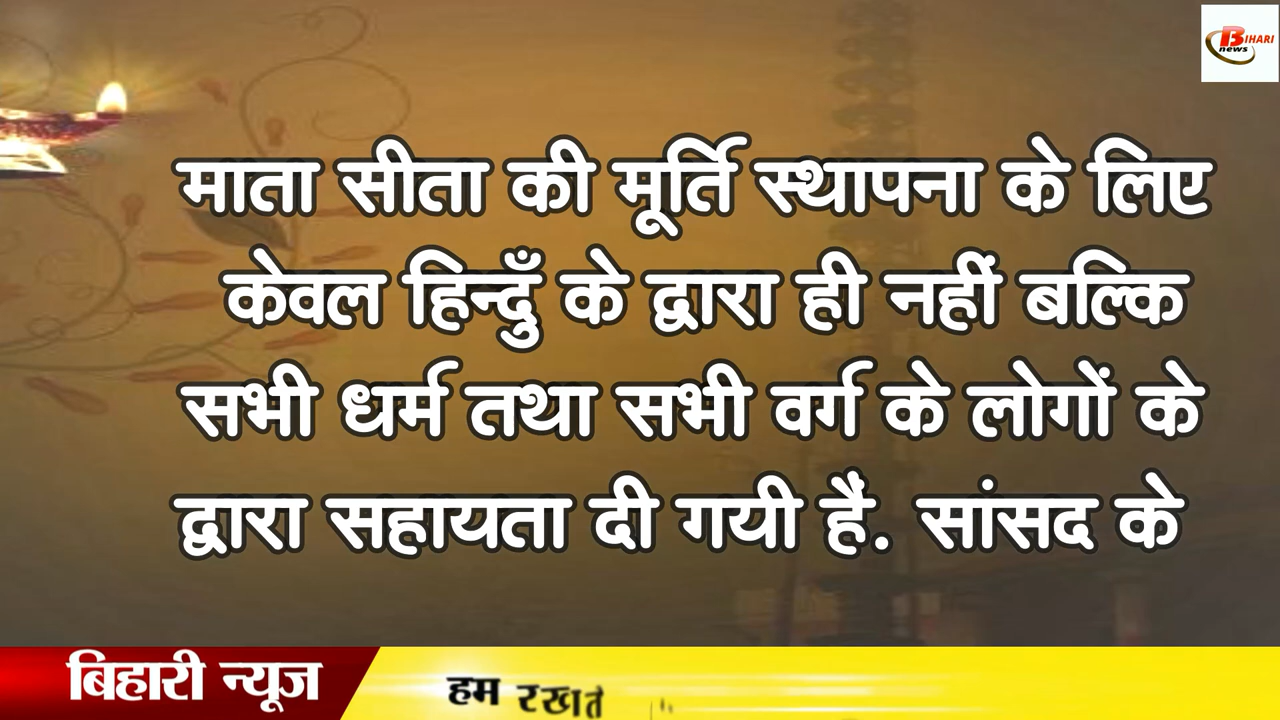 BIHARI
news
माता सीता की मूर्ति स्थापना के लिए
केवल हिन्दुँ के द्वारा ही नहीं बल्कि
सभी धर्म तथा सभी वर्ग के लोगों के
द्वारा सहायता दी गयी हैं. सांसद के
बिहारी न्यूज
हम रखते